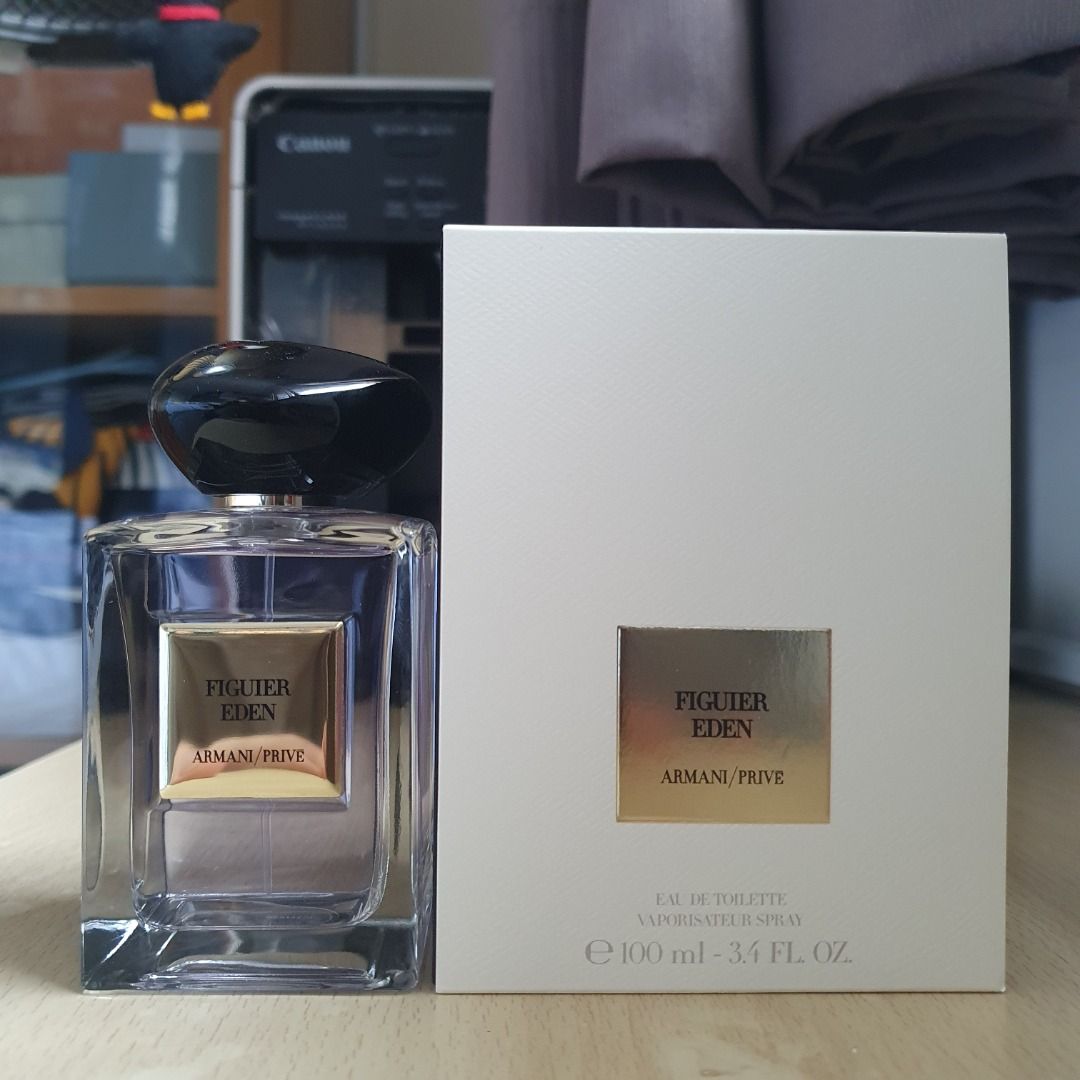 Canon
FIGUIER
EDEN
ARMANI/PRIVE
FIGUIER
EDEN
ARMANI/PRIVE
EAU DE TOILETTE
VAPORISATEUR SPRAY
℮ 100 ml - 3.4 FL. OZ.